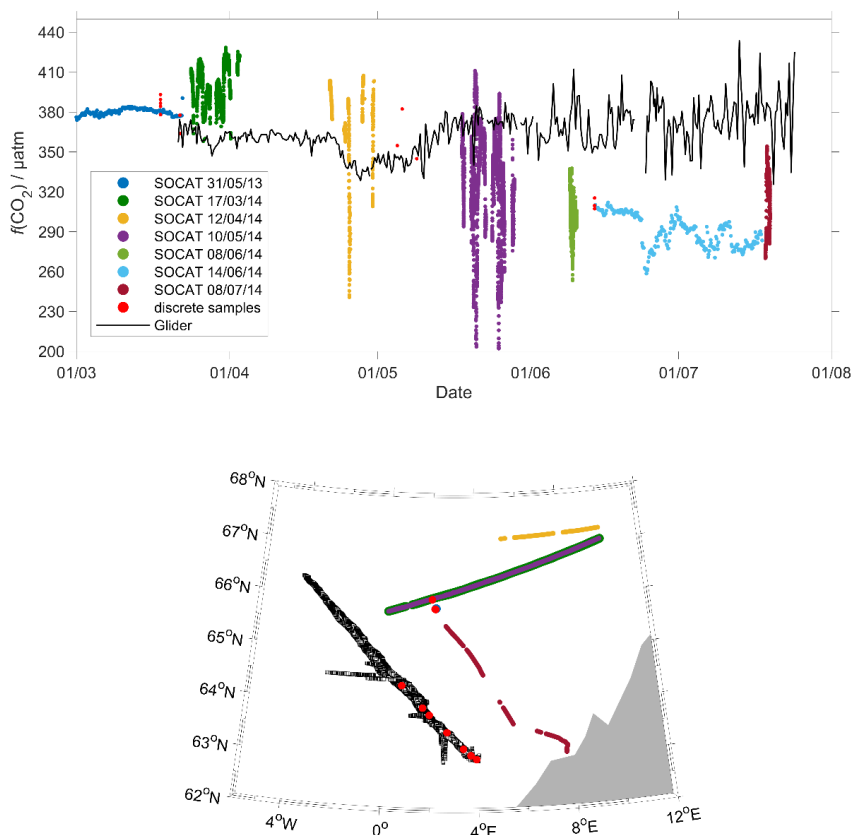 440
410
380
350
320
290
260
230
200
f(CO₂) / µatm
SOCAT 31/05/13
SOCAT 17/03/14
SOCAT 12/04/14
SOCAT 10/05/14
SOCAT 08/06/14
SOCAT 14/06/14
SOCAT 08/07/14
discrete samples
Glider
01/03 01/04 01/05 01/06 01/07 01/08
Date
68°N
67°N
66°N
65°N
64°N
63°N
62°N
4°W 0° 4°E 8°E 12°E